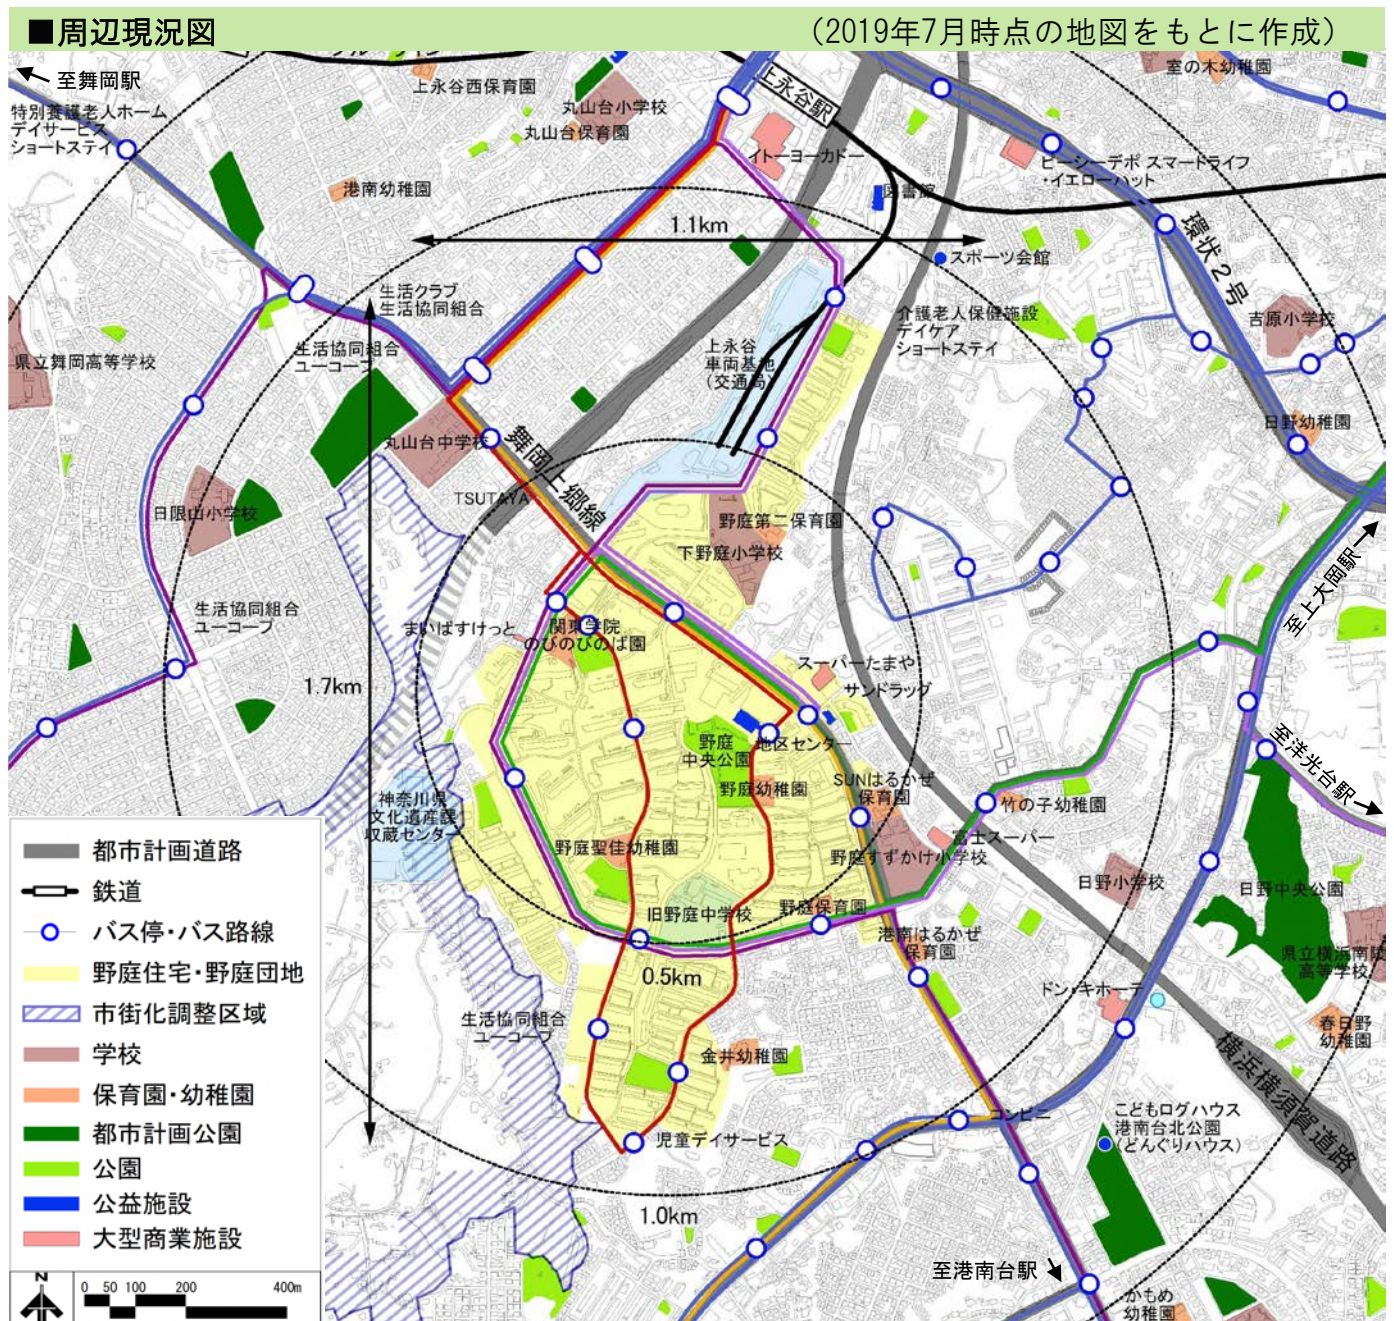 ■周辺現況図
(2019年7月時点の地図をもとに作成)
至舞岡駅
特別養護老人ホーム
デイサービス
ショートステイ
上永谷西保育園
丸山台小学校
丸山台保育園
港南幼稚園
上永谷駅
イトーヨーカドー
図書館
室の木幼稚園
ピーシーデポ スマートライフ
・イエローハット
1.1km
環状2号
スポーツ会館
生活クラブ
生活協同組合
生活協同組合
ユーコープ
県立舞岡高等学校
上永谷
車両基地
(交通局)
介護老人保健施設
デイケア
ショートステイ
吉原小学校
日野幼稚園
丸山台中学校
舞岡上郷線
TSUTAYA
日限山小学校
野庭第二保育園
下野庭小学校
至上大岡駅
生活協同組合
ユーコープ
まいばすけっと
関東学院
のびのびのば園
1.7km
スーパーたまや
サンドラッグ
野庭
中央公園
地区センター
野庭幼稚園
SUNはるかぜ
保育園
竹の子幼稚園
至洋光台駅
神奈川県
文化遺産課
収蔵センター
野庭聖佳幼稚園
富士スーパー
野庭すずかけ小学校
日野小学校
日野中央公園
旧野庭中学校
野庭保育園
港南はるかぜ
保育園
県立横浜南陵
高等学校
0.5km
ドン・キホーテ
生活協同組合
ユーコープ
金井幼稚園
春日野
幼稚園
横浜横須賀道路
コンビニ
こどもログハウス
港南台北公園
(どんぐりハウス)
児童デイサービス
1.0km
至港南台駅
かもめ
幼稚園
都市計画道路
鉄道
バス停・バス路線
野庭住宅・野庭団地
市街化調整区域
学校
保育園・幼稚園
都市計画公園
公園
公益施設
大型商業施設
N
0 50 100 200 400m